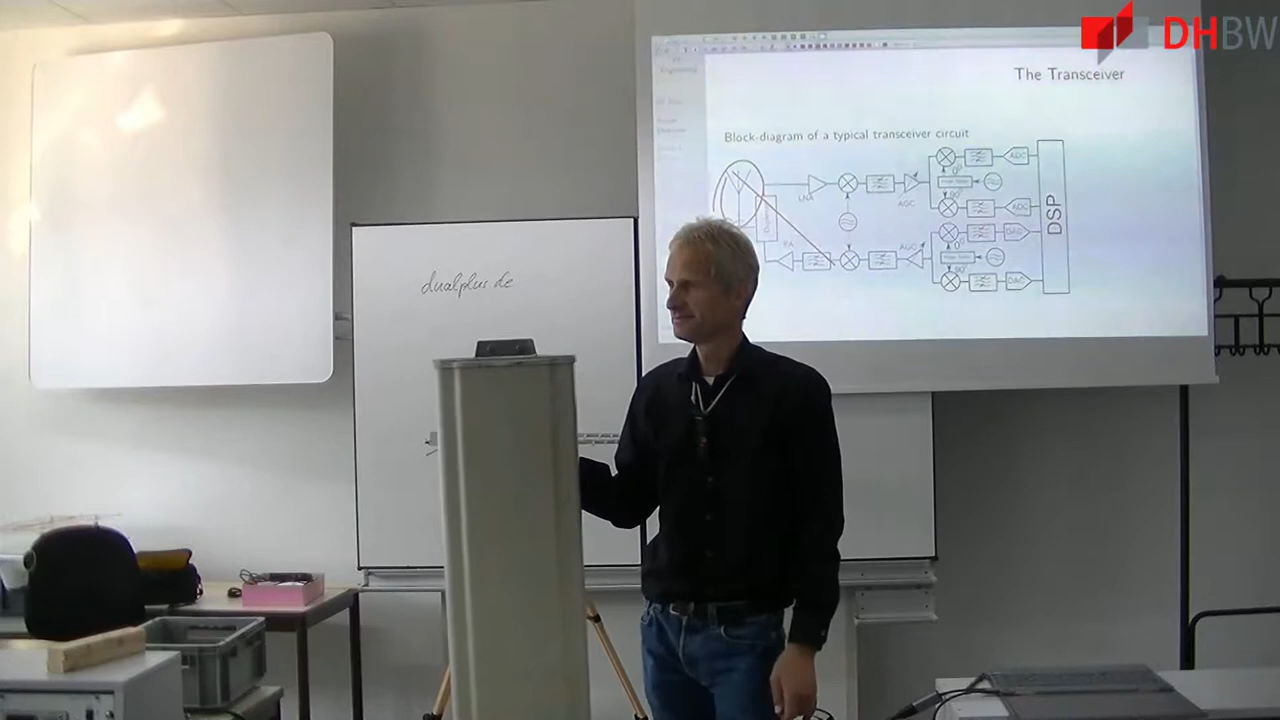 DHBW
The Transceiver
Block-diagram of a typical transceiver circuit
LNA
AGC
0°
90°
ADC
ADC
DSP
PA
AGC
0°
90°
DAC
DAC
dualplus de